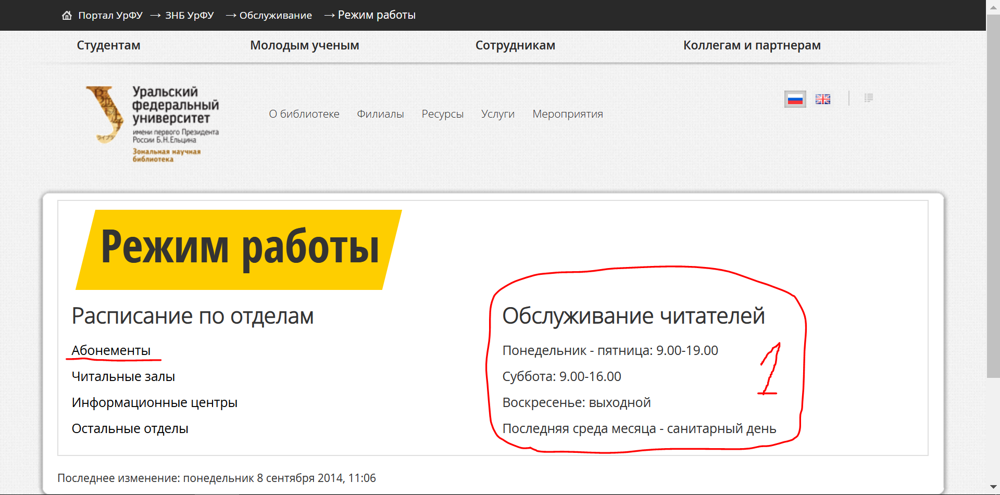 Портал УрФУ → ЗНБ УрФУ → Обслуживание → Режим работы
Студентам Молодым ученым Сотрудникам Коллегам и партнерам
Уральский
федеральный
университет
имени первого Президента
России Б.Н.Ельцина
Зональная научная
библиотека
О библиотеке Филиалы Ресурсы Услуги Мероприятия
Режим работы
Расписание по отделам
Абонементы
Читальные залы
Информационные центры
Остальные отделы
Обслуживание читателей
Понедельник - пятница: 9.00-19.00
Суббота: 9.00-16.00
Воскресенье: выходной
Последняя среда месяца - санитарный день
1
Последнее изменение: понедельник 8 сентября 2014, 11:06